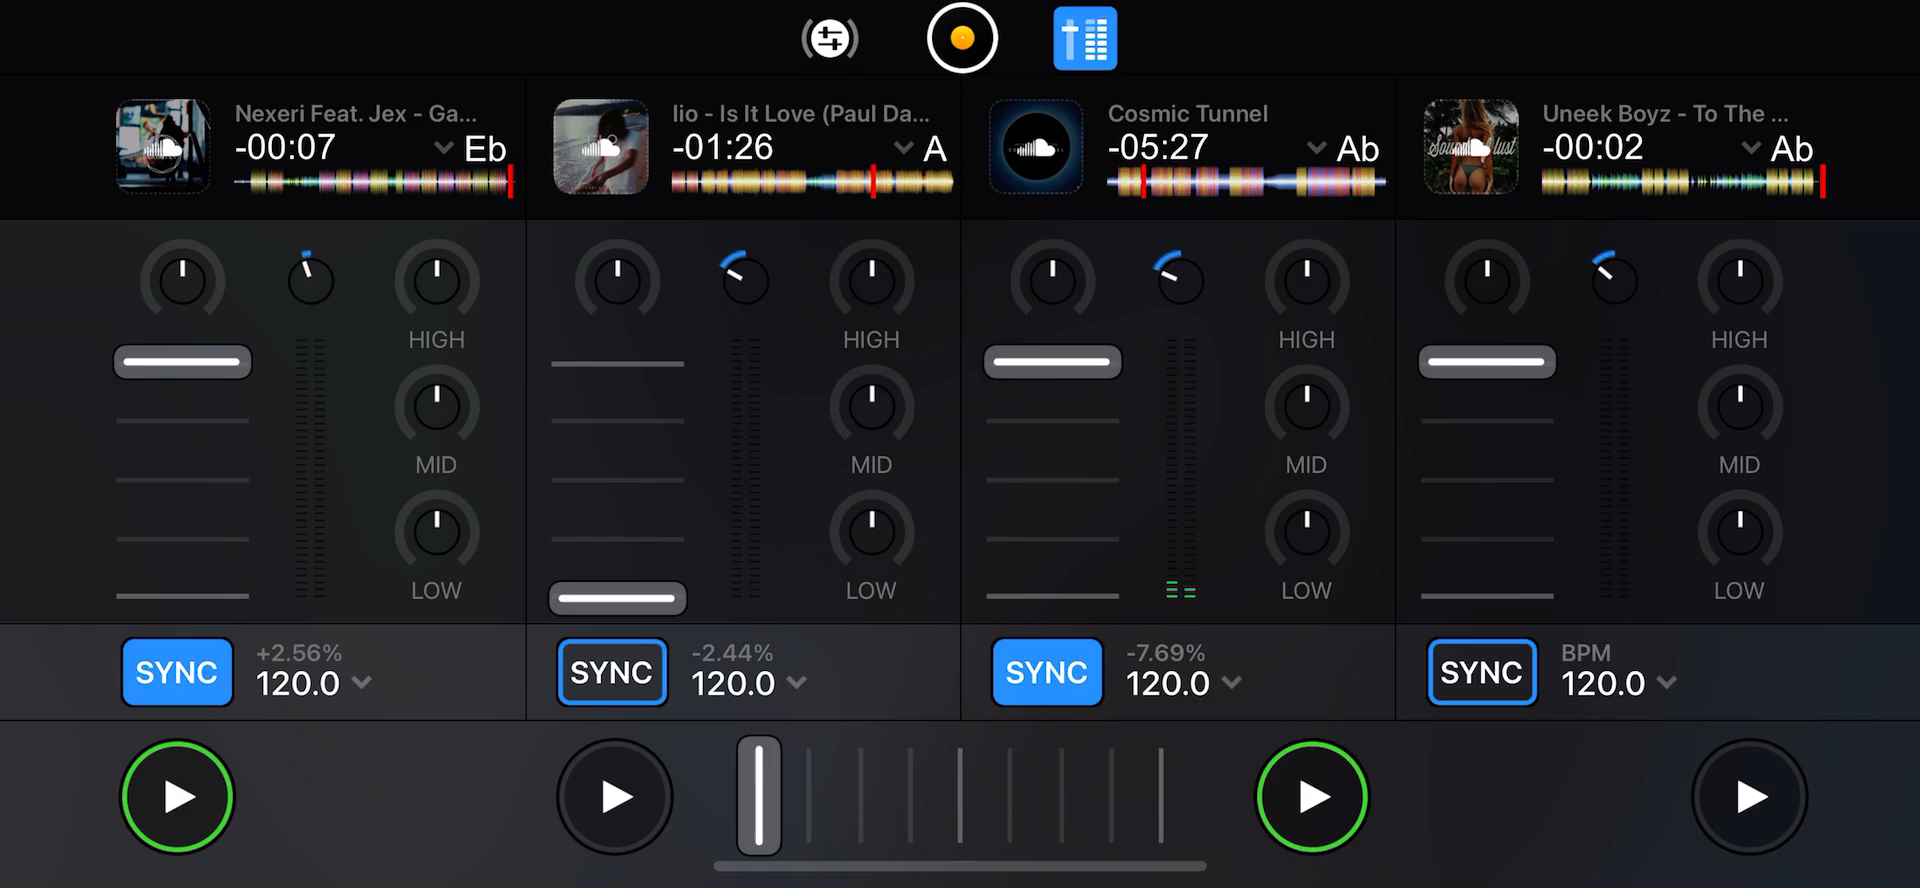 Nexeri Feat. Jex - Ga...
-00:07
Eb
Iio - Is It Love (Paul Da...
-01:26
A
Cosmic Tunnel
-05:27
Ab
Uneek Boyz - To The ...
-00:02
Ab
HIGH
HIGH
HIGH
HIGH
MID
MID
MID
MID
LOW
LOW
LOW
LOW
SYNC
+2.56%
120.0
SYNC
-2.44%
120.0
SYNC
-7.69%
120.0
SYNC
BPM
120.0